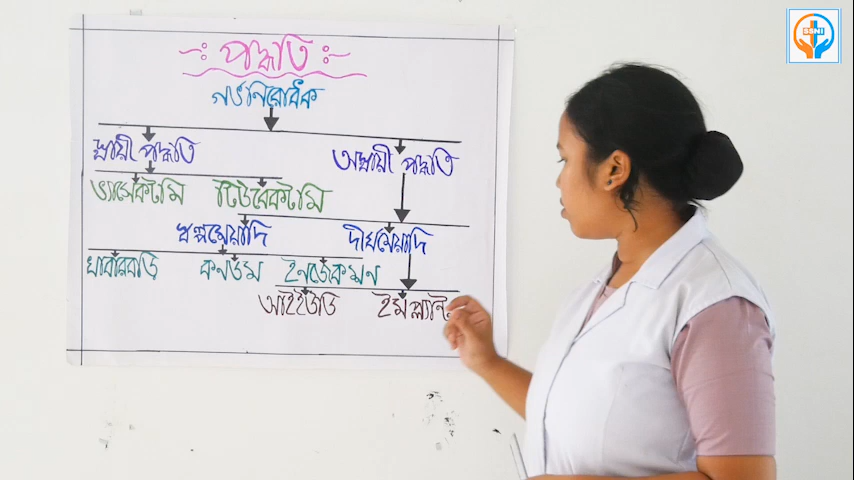 -: পদ্ধতি :-
গর্ভনিরোধক
স্থায়ী পদ্ধতি অস্থায়ী পদ্ধতি
ভ্যাসেকটমি টিউবেকটমি
স্বল্পমেয়াদি দীর্ঘমেয়াদি
খাবারবড়ি কনডম ইনজেকশন
আইইউডি ইমপ্ল্যান্ট
BSNI